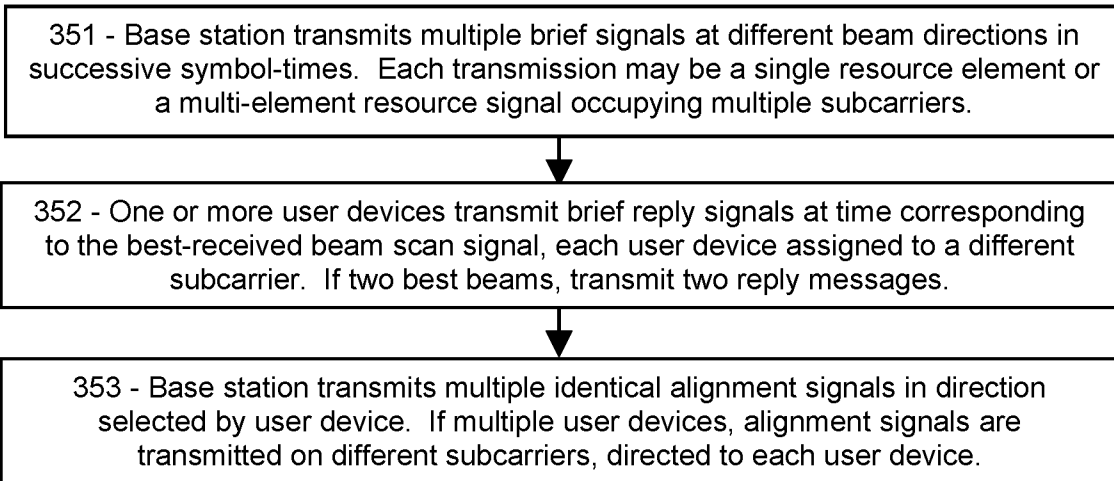 351 - Base station transmits multiple brief signals at different beam directions in
successive symbol-times.  Each transmission may be a single resource element or
a multi-element resource signal occupying multiple subcarriers.
352 - One or more user devices transmit brief reply signals at time corresponding
to the best-received beam scan signal, each user device assigned to a different
subcarrier.  If two best beams, transmit two reply messages.
353 - Base station transmits multiple identical alignment signals in direction
selected by user device.  If multiple user devices, alignment signals are
transmitted on different subcarriers, directed to each user device.